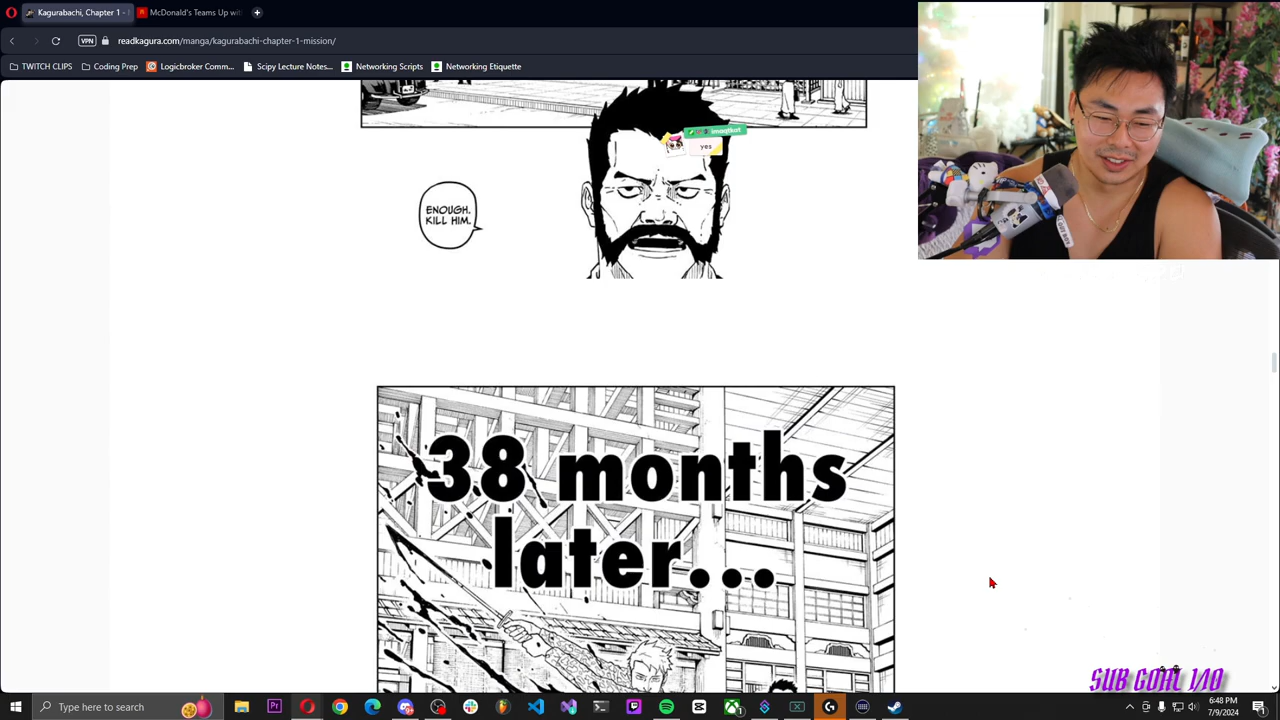 Kagurabachi, Chapter 1 -
McDonald's Teams Up wit
VPN
readkagura.com/manga/kagurabachi-chapter-1-mission/
TWITCH CLIPS
Coding Prep
Logicbroker Comm...
Scipy Lecture Notes...
Networking Scripts
Networking Etiquette
yes
ENOUGH.
KILL HIM.
38 months
later...
SUB GOAL 1/10
Type here to search
6:48 PM
7/9/2024